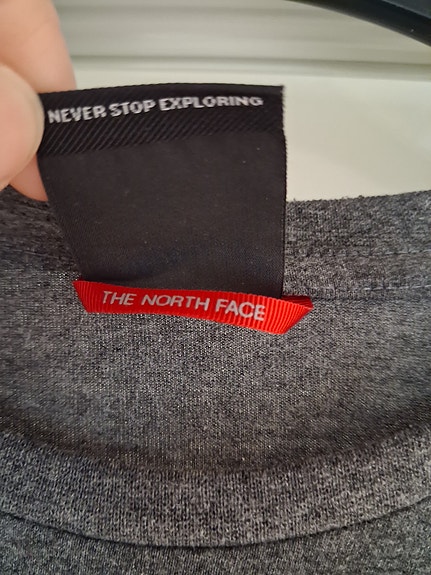 NEVER STOP EXPLORING
THE NORTH FACE